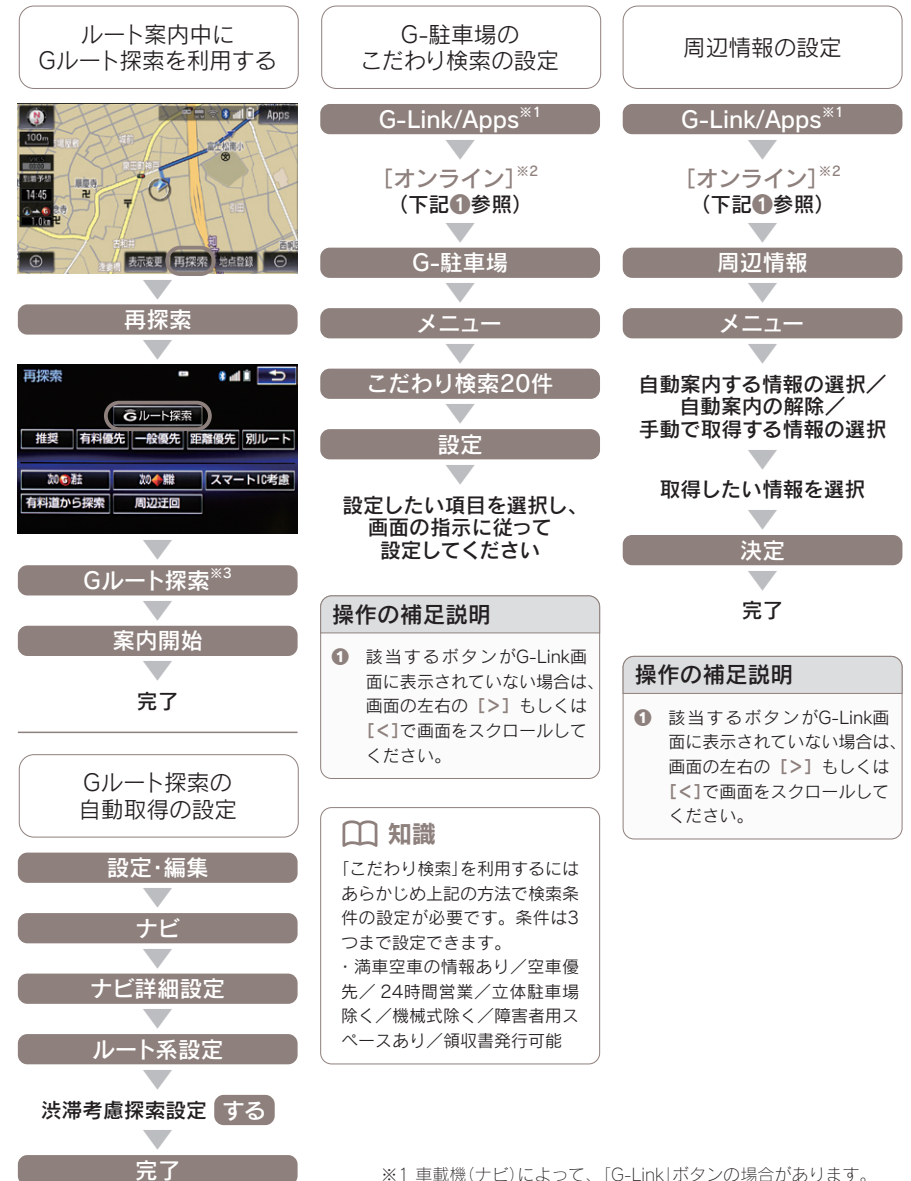 ルート案内中に
Gルート探索を利用する
Apps
100m
富士松南小
到着予想
14:45
1.0km
表示変更 再探索 地点登録
再探索
再探索
Gルート探索
推奨 有料優先 一般優先 距離優先 別ルート
スマートIC考慮
有料道から探索 周辺迂回
Gルート探索※3
案内開始
完了
Gルート探索の
自動取得の設定
設定・編集
ナビ
ナビ詳細設定
ルート系設定
渋滞考慮探索設定 する
完了
G-駐車場の
こだわり検索の設定
G-Link/Apps※1
[オンライン]※2
(下記❶参照)
G-駐車場
メニュー
こだわり検索20件
設定
設定したい項目を選択し、
画面の指示に従って
設定してください
操作の補足説明
❶ 該当するボタンがG-Link画
面に表示されていない場合は、
画面の左右の [>] もしくは
[<]で画面をスクロールして
ください。
知識
「こだわり検索」を利用するには
あらかじめ上記の方法で検索条
件の設定が必要です。条件は3
つまで設定できます。
・満車空車の情報あり／空車優
先／ 24時間営業／立体駐車場
除く／機械式除く／障害者用ス
ペースあり／領収書発行可能
周辺情報の設定
G-Link/Apps※1
[オンライン]※2
(下記❶参照)
周辺情報
メニュー
自動案内する情報の選択／
自動案内の解除／
手動で取得する情報の選択
取得したい情報を選択
決定
完了
操作の補足説明
❶ 該当するボタンがG-Link画
面に表示されていない場合は、
画面の左右の [>] もしくは
[<]で画面をスクロールして
ください。
※1 車載機(ナビ)によって、「G-Link」ボタンの場合があります。